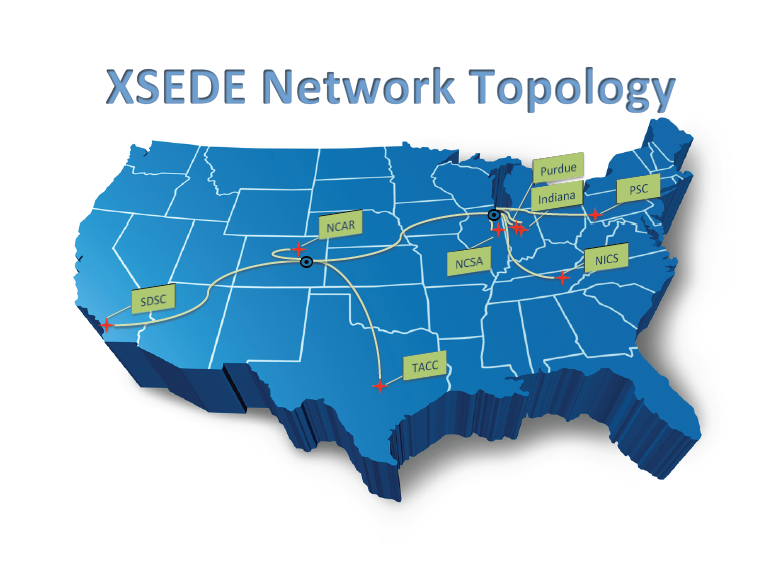 XSEDE Network Topology
Purdue
Indiana
PSC
NCAR
NCSA
NICS
SDSC
TACC